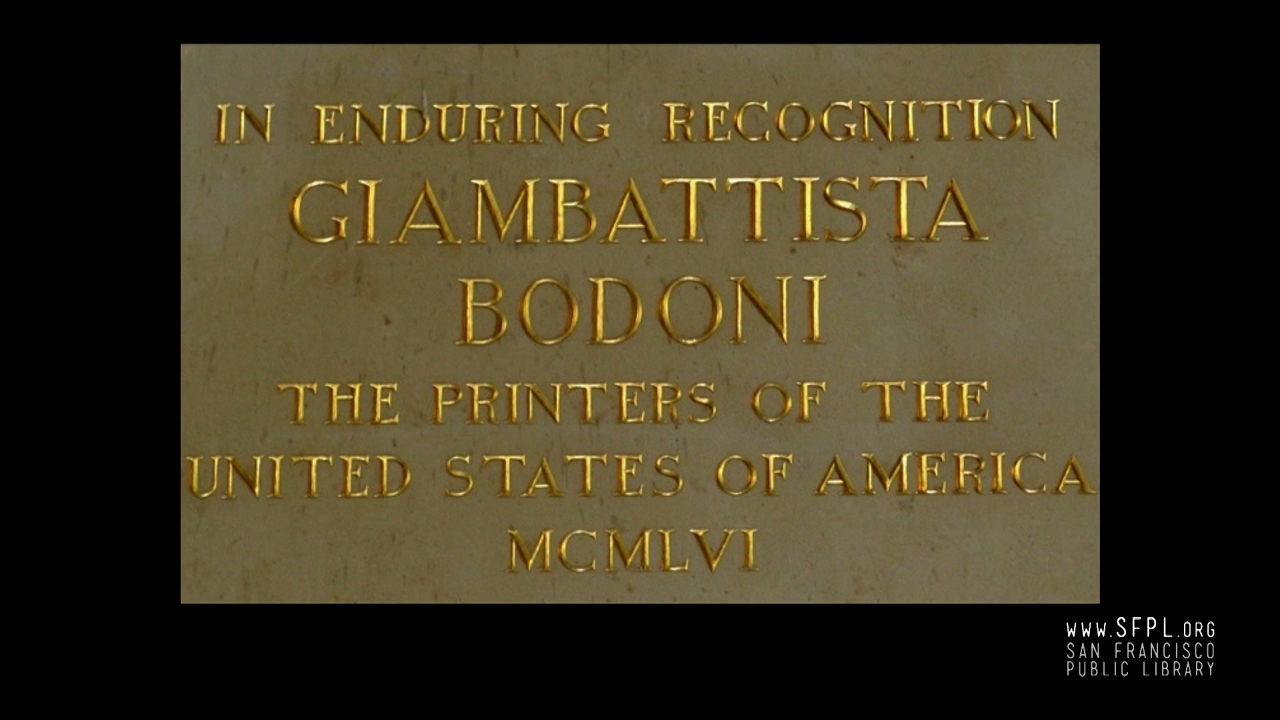 IN ENDURING RECOGNITION
GIAMBATTISTA
BODONI
THE PRINTERS OF THE
UNITED STATES OF AMERICA
MCMLVI
WWW.SFPL.ORG
SAN FRANCISCO
PUBLIC LIBRARY